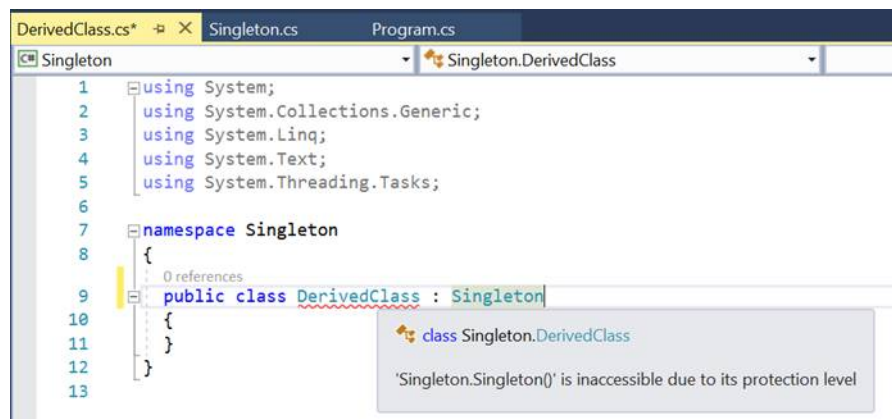 DerivedClass.cs* Singleton.cs Program.cs
C# Singleton Singleton.DerivedClass
1 using System;
2 using System.Collections.Generic;
3 using System.Linq;
4 using System.Text;
5 using System.Threading.Tasks;
6
7 namespace Singleton
8 {
0 references
9 public class DerivedClass : Singleton
10 {
11 }
12 }
13
class Singleton.DerivedClass
'Singleton.Singleton()' is inaccessible due to its protection level